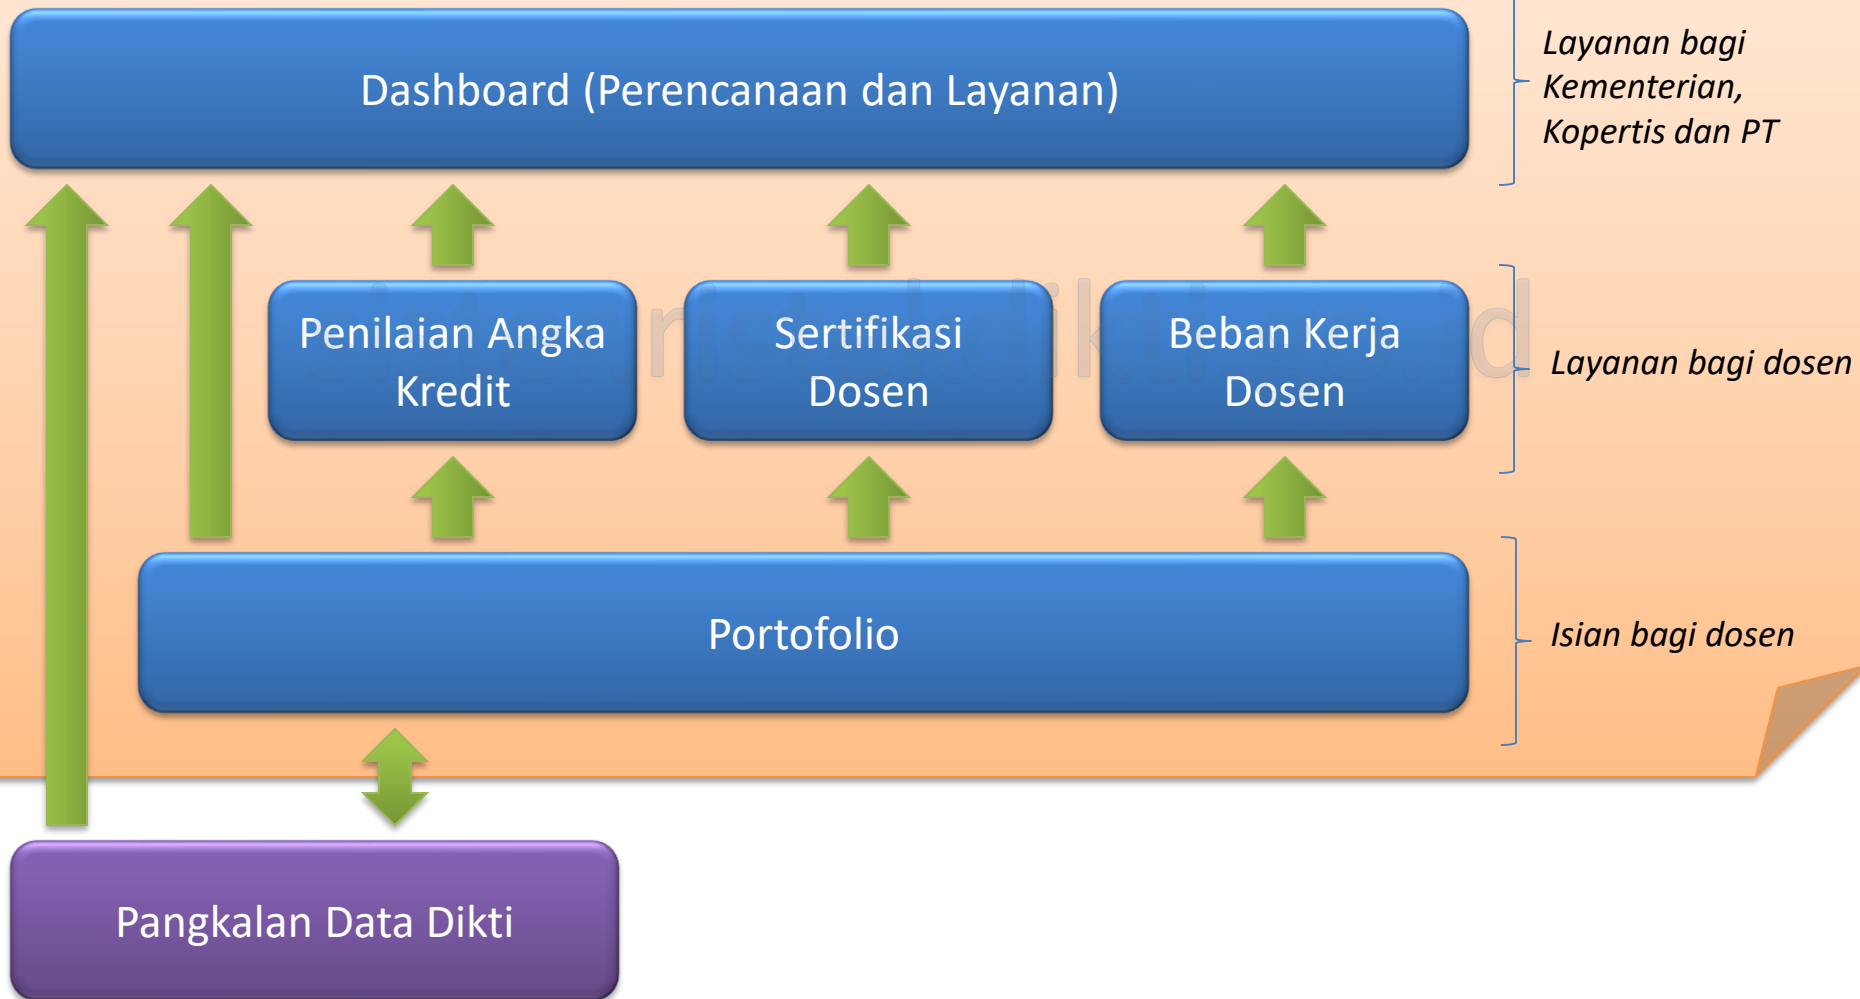 Dashboard (Perencanaan dan Layanan)
Layanan bagi
Kementerian,
Kopertis dan PT
Penilaian Angka
Kredit
Sertifikasi
Dosen
Beban Kerja
Dosen
Layanan bagi dosen
Portofolio
Isian bagi dosen
Pangkalan Data Dikti